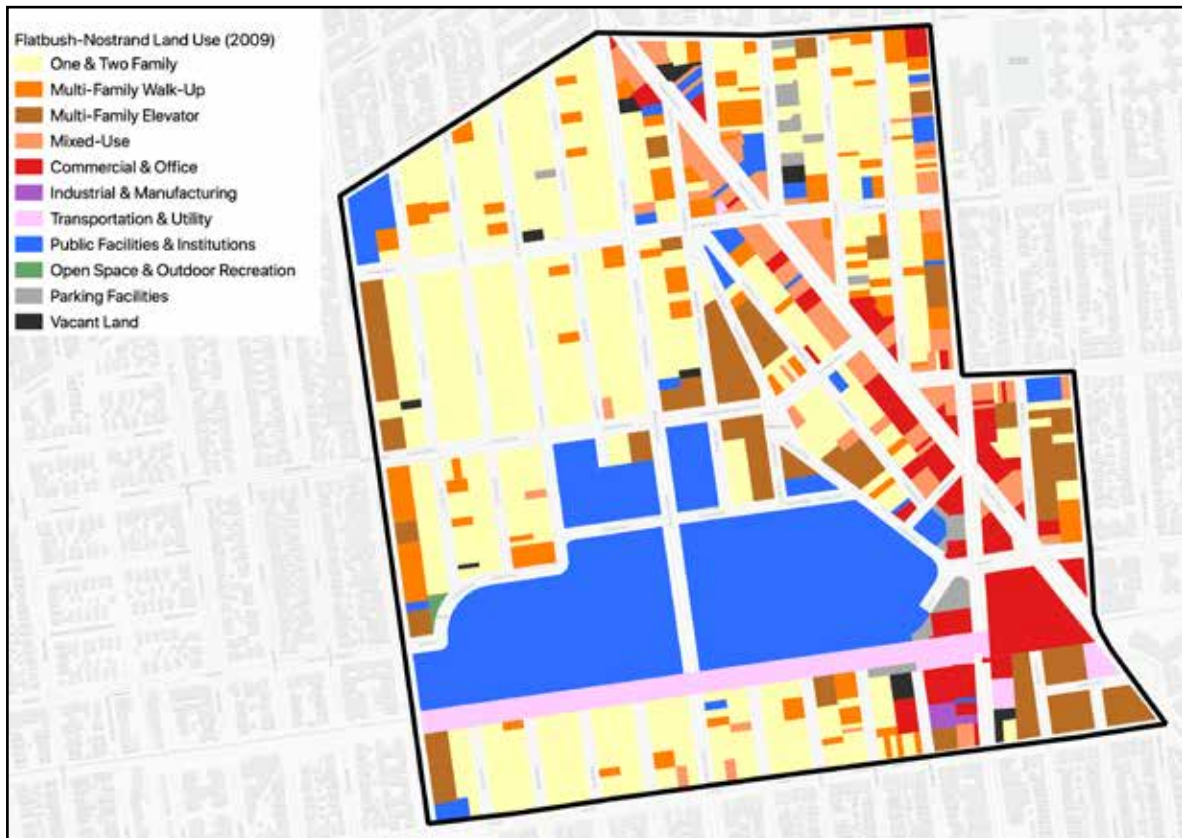 Flatbush-Nostrand Land Use (2009)
One & Two Family
Multi-Family Walk-Up
Multi-Family Elevator
Mixed-Use
Commercial & Office
Industrial & Manufacturing
Transportation & Utility
Public Facilities & Institutions
Open Space & Outdoor Recreation
Parking Facilities
Vacant Land